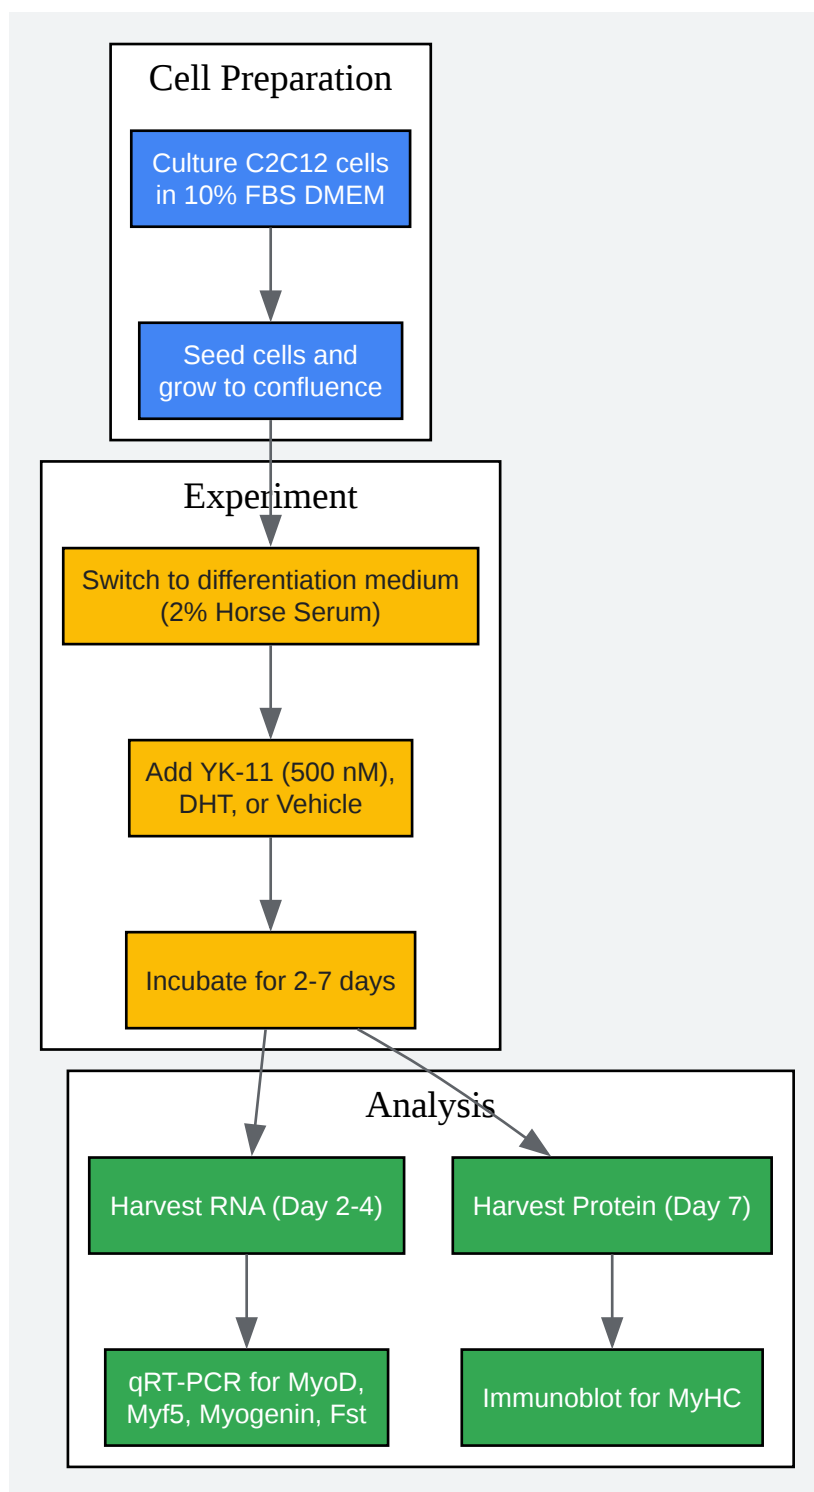 Cell Preparation
Culture C2C12 cells
in 10% FBS DMEM
Seed cells and
grow to confluence
Experiment
Switch to differentiation medium
(2% Horse Serum)
Add YK-11 (500 nM),
DHT, or Vehicle
Incubate for 2-7 days
Analysis
Harvest RNA (Day 2-4)
Harvest Protein (Day 7)
qRT-PCR for MyoD,
Myf5, Myogenin, Fst
Immunoblot for MyHC